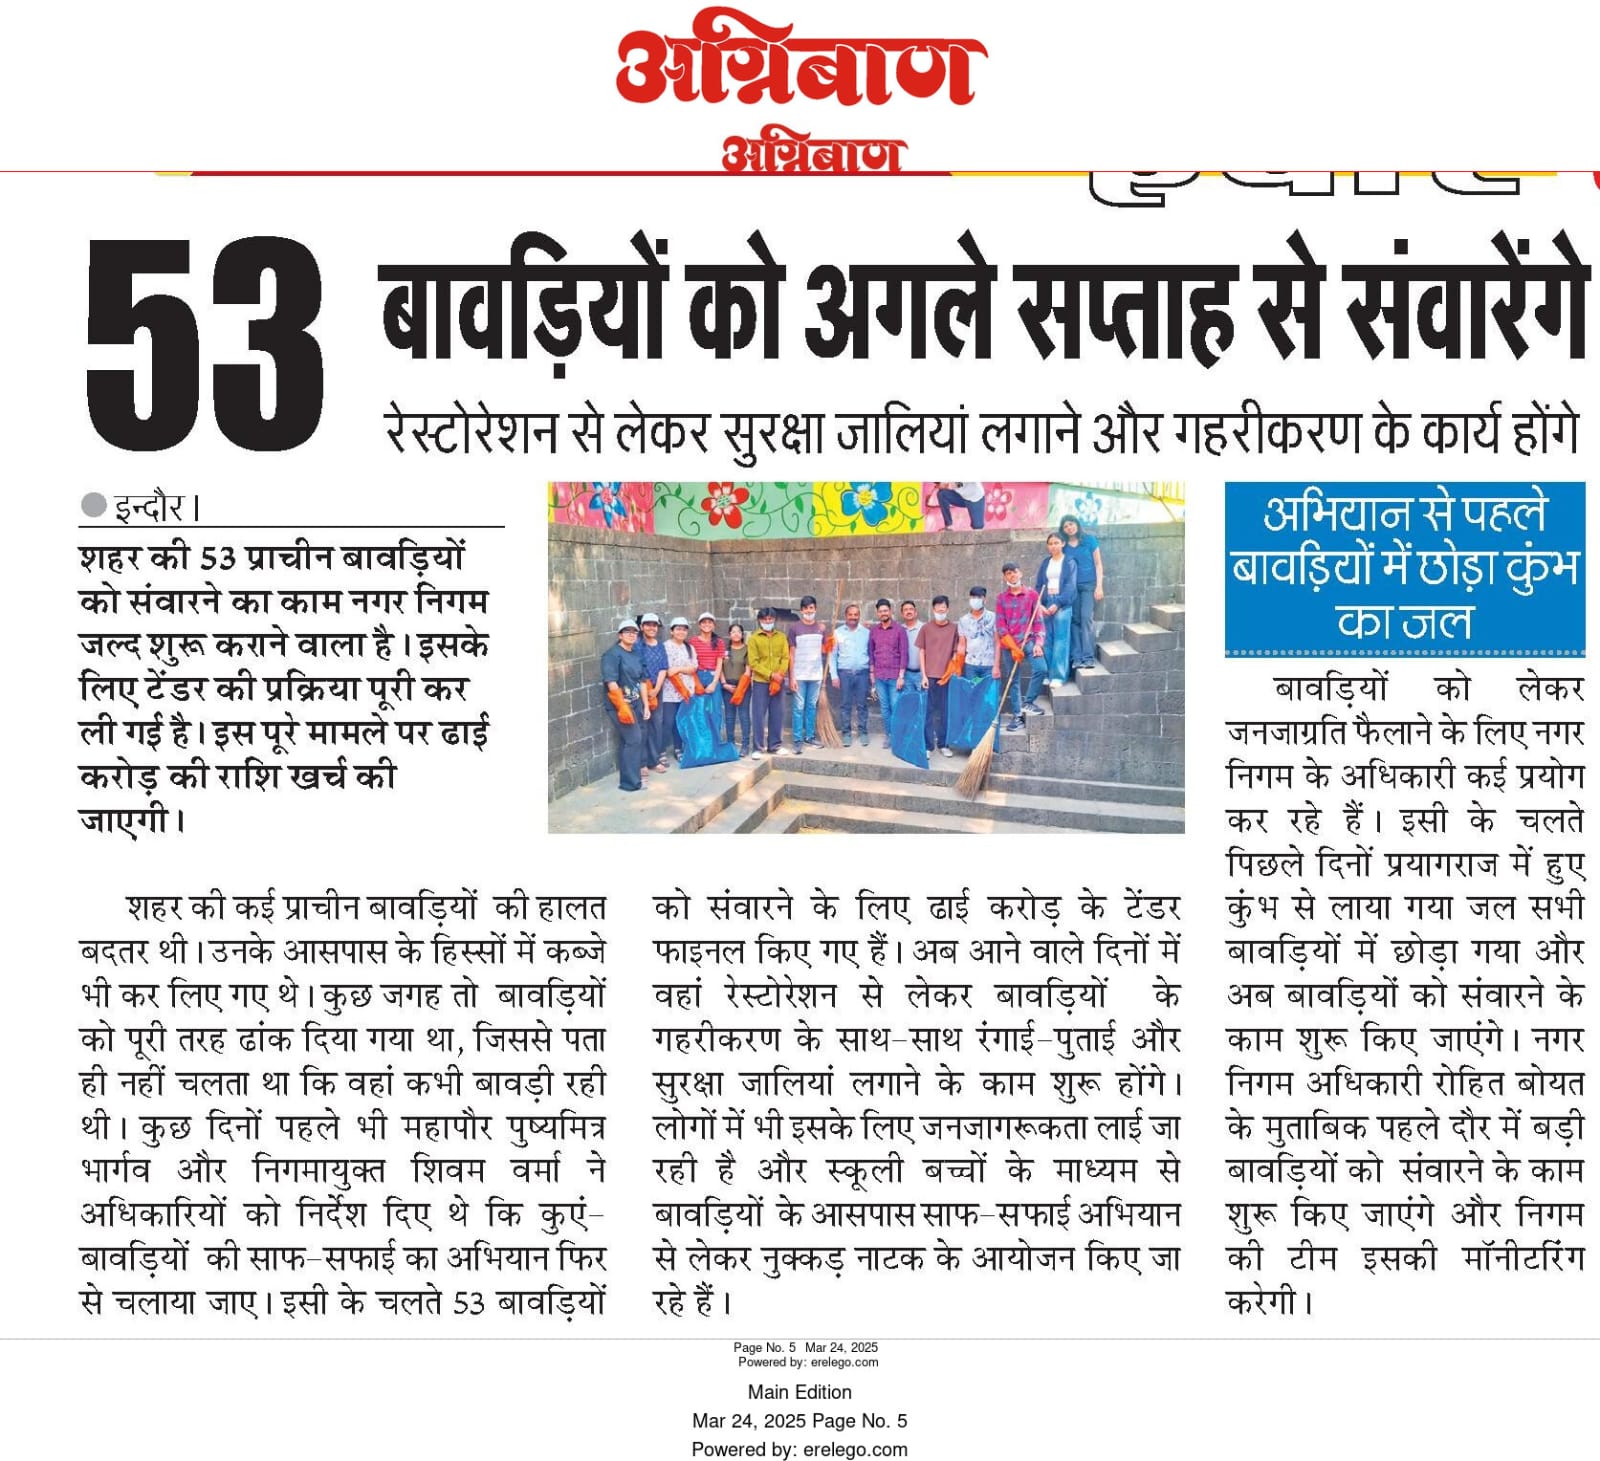 अग्निबाण
अग्निबाण
53 बावड़ियों को अगले सप्ताह से संवारेंगे
रेस्टोरेशन से लेकर सुरक्षा जालियां लगाने और गहरीकरण के कार्य होंगे
इन्दौर।
शहर की 53 प्राचीन बावड़ियों
को संवारने का काम नगर निगम
जल्द शुरू कराने वाला है। इसके
लिए टेंडर की प्रक्रिया पूरी कर
ली गई है। इस पूरे मामले पर ढाई
करोड़ की राशि खर्च की
जाएगी।
शहर की कई प्राचीन बावड़ियों की हालत
बदतर थी। उनके आसपास के हिस्सों में कब्जे
भी कर लिए गए थे। कुछ जगह तो बावड़ियों
को पूरी तरह ढांक दिया गया था, जिससे पता
ही नहीं चलता था कि वहां कभी बावड़ी रही
थी। कुछ दिनों पहले भी महापौर पुष्यमित्र
भार्गव और निगमायुक्त शिवम वर्मा ने
अधिकारियों को निर्देश दिए थे कि कुएं-
बावड़ियों की साफ-सफाई का अभियान फिर
से चलाया जाए। इसी के चलते 53 बावड़ियों
को संवारने के लिए ढाई करोड़ के टेंडर
फाइनल किए गए हैं। अब आने वाले दिनों में
वहां रेस्टोरेशन से लेकर बावड़ियों के
गहरीकरण के साथ-साथ रंगाई-पुताई और
सुरक्षा जालियां लगाने के काम शुरू होंगे।
लोगों में भी इसके लिए जनजागरूकता लाई जा
रही है और स्कूली बच्चों के माध्यम से
बावड़ियों के आसपास साफ-सफाई अभियान
से लेकर नुक्कड़ नाटक के आयोजन किए जा
रहे हैं।
अभियान से पहले
बावड़ियों में छोड़ा कुंभ
का जल
बावड़ियों को लेकर
जनजाग्रति फैलाने के लिए नगर
निगम के अधिकारी कई प्रयोग
कर रहे हैं। इसी के चलते
पिछले दिनों प्रयागराज में हुए
कुंभ से लाया गया जल सभी
बावड़ियों में छोड़ा गया और
अब बावड़ियों को संवारने के
काम शुरू किए जाएंगे। नगर
निगम अधिकारी रोहित बोयत
के मुताबिक पहले दौर में बड़ी
बावड़ियों को संवारने के काम
शुरू किए जाएंगे और निगम
की टीम इसकी मॉनीटरिंग
करेगी।
Page No. 5 Mar 24, 2025
Powered by: erelego.com
Main Edition
Mar 24, 2025 Page No. 5
Powered by: erelego.com